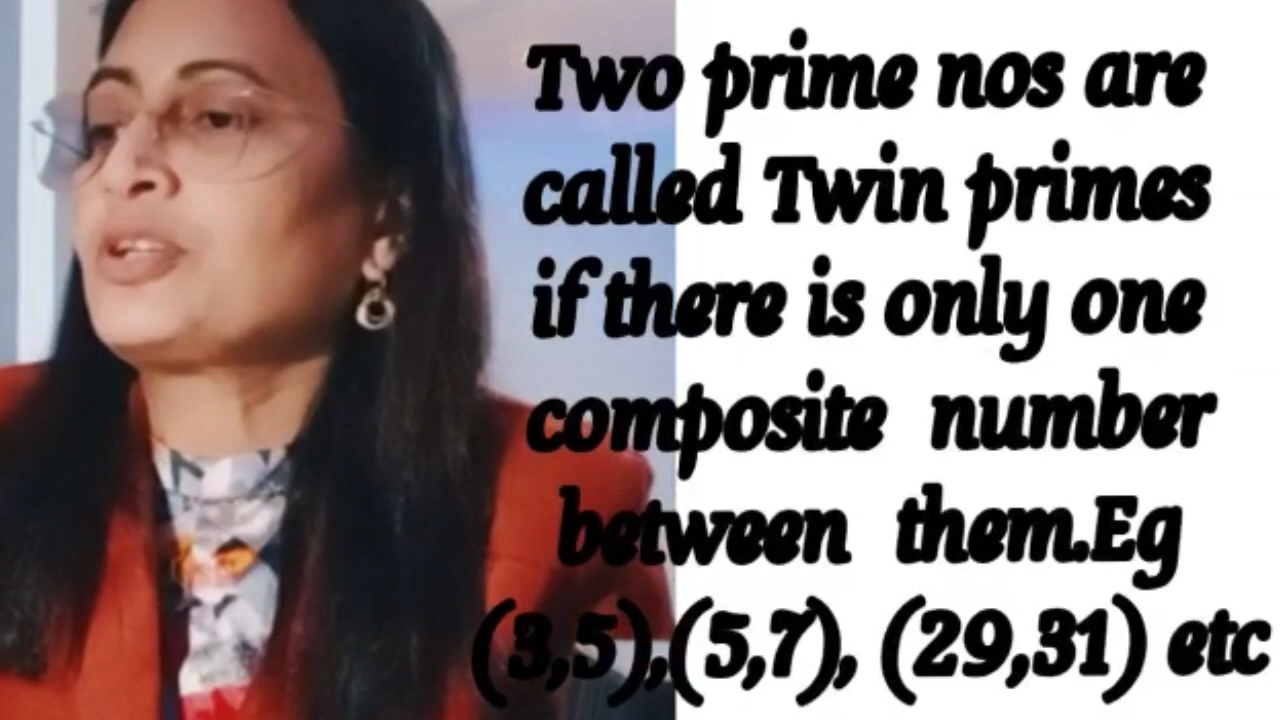 Two prime nos are
called Twin primes
if there is only one
composite number
between them.Eg
(3,5),(5,7), (29,31) etc